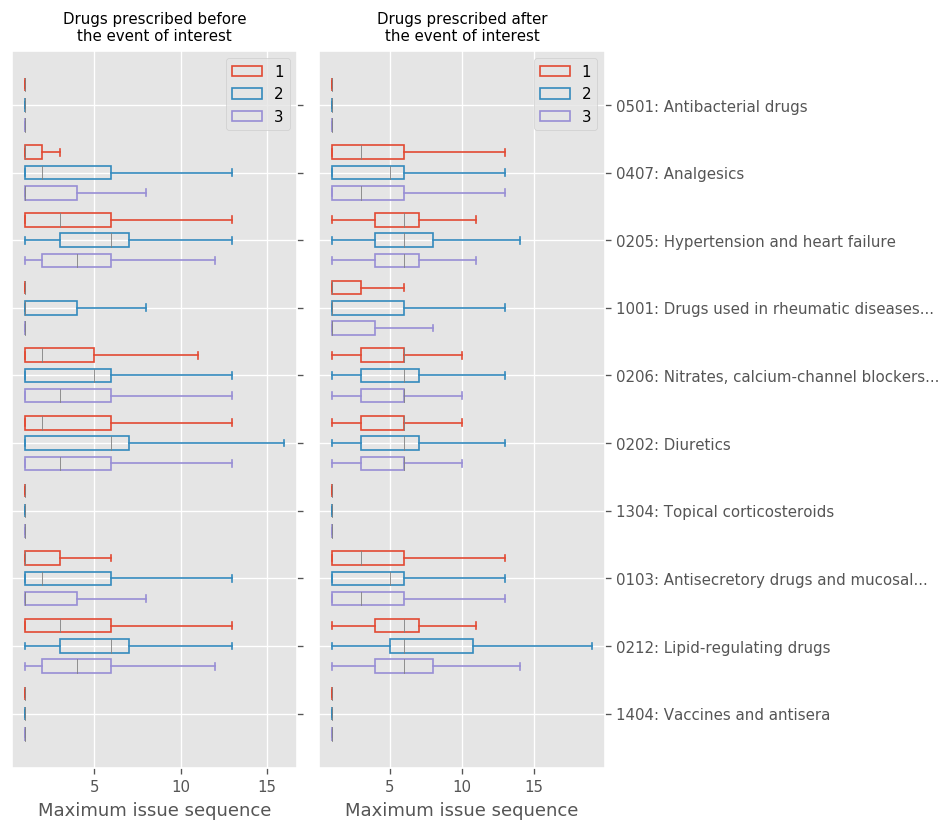 Drugs prescribed before
the event of interest
Drugs prescribed after
the event of interest
1
2
3
1
2
3
0501: Antibacterial drugs
0407: Analgesics
0205: Hypertension and heart failure
1001: Drugs used in rheumatic diseases...
0206: Nitrates, calcium-channel blockers...
0202: Diuretics
1304: Topical corticosteroids
0103: Antisecretory drugs and mucosal...
0212: Lipid-regulating drugs
1404: Vaccines and antisera
5 10 15
5 10 15
Maximum issue sequence
Maximum issue sequence